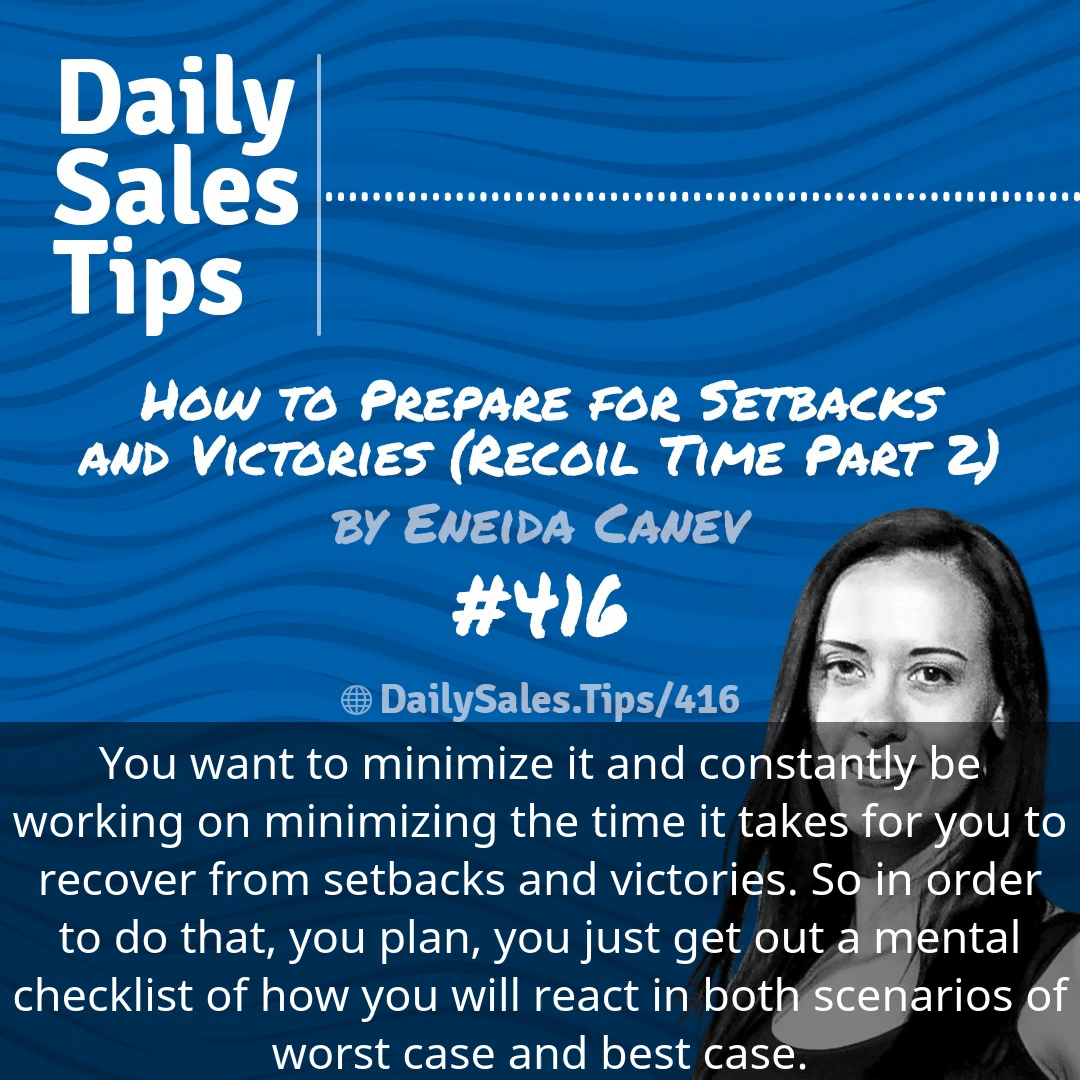 Daily
Sales
Tips
How to Prepare for Setbacks
and Victories (Recoil Time Part 2)
by Eneida Canev
#416
DailySales.Tips/416
You want to minimize it and constantly be
working on minimizing the time it takes for you to
recover from setbacks and victories. So in order
to do that, you plan, you just get out a mental
checklist of how you will react in both scenarios of
worst case and best case.